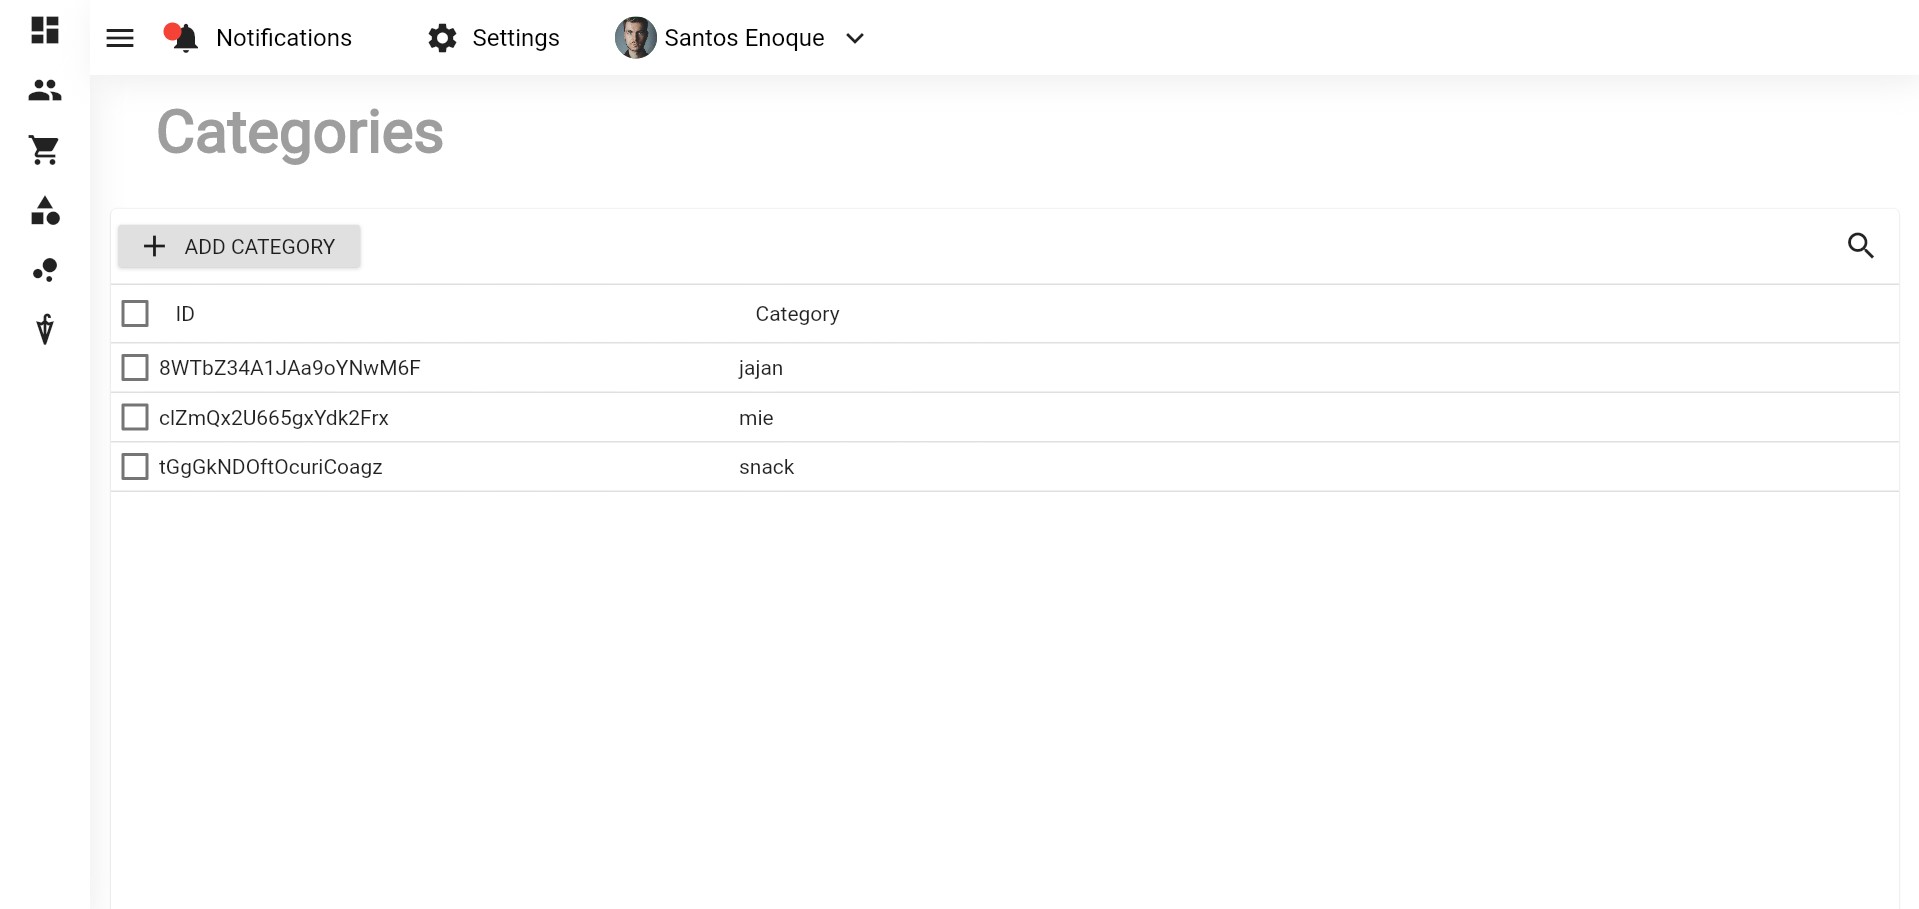 Notifications Settings Santos Enoque
Categories
ADD CATEGORY
ID Category
8WTbZ34A1JAa9oYNwM6F jajan
clZmQx2U665gxYdk2Frx mie
tGgGkNDOftOcuriCoagz snack